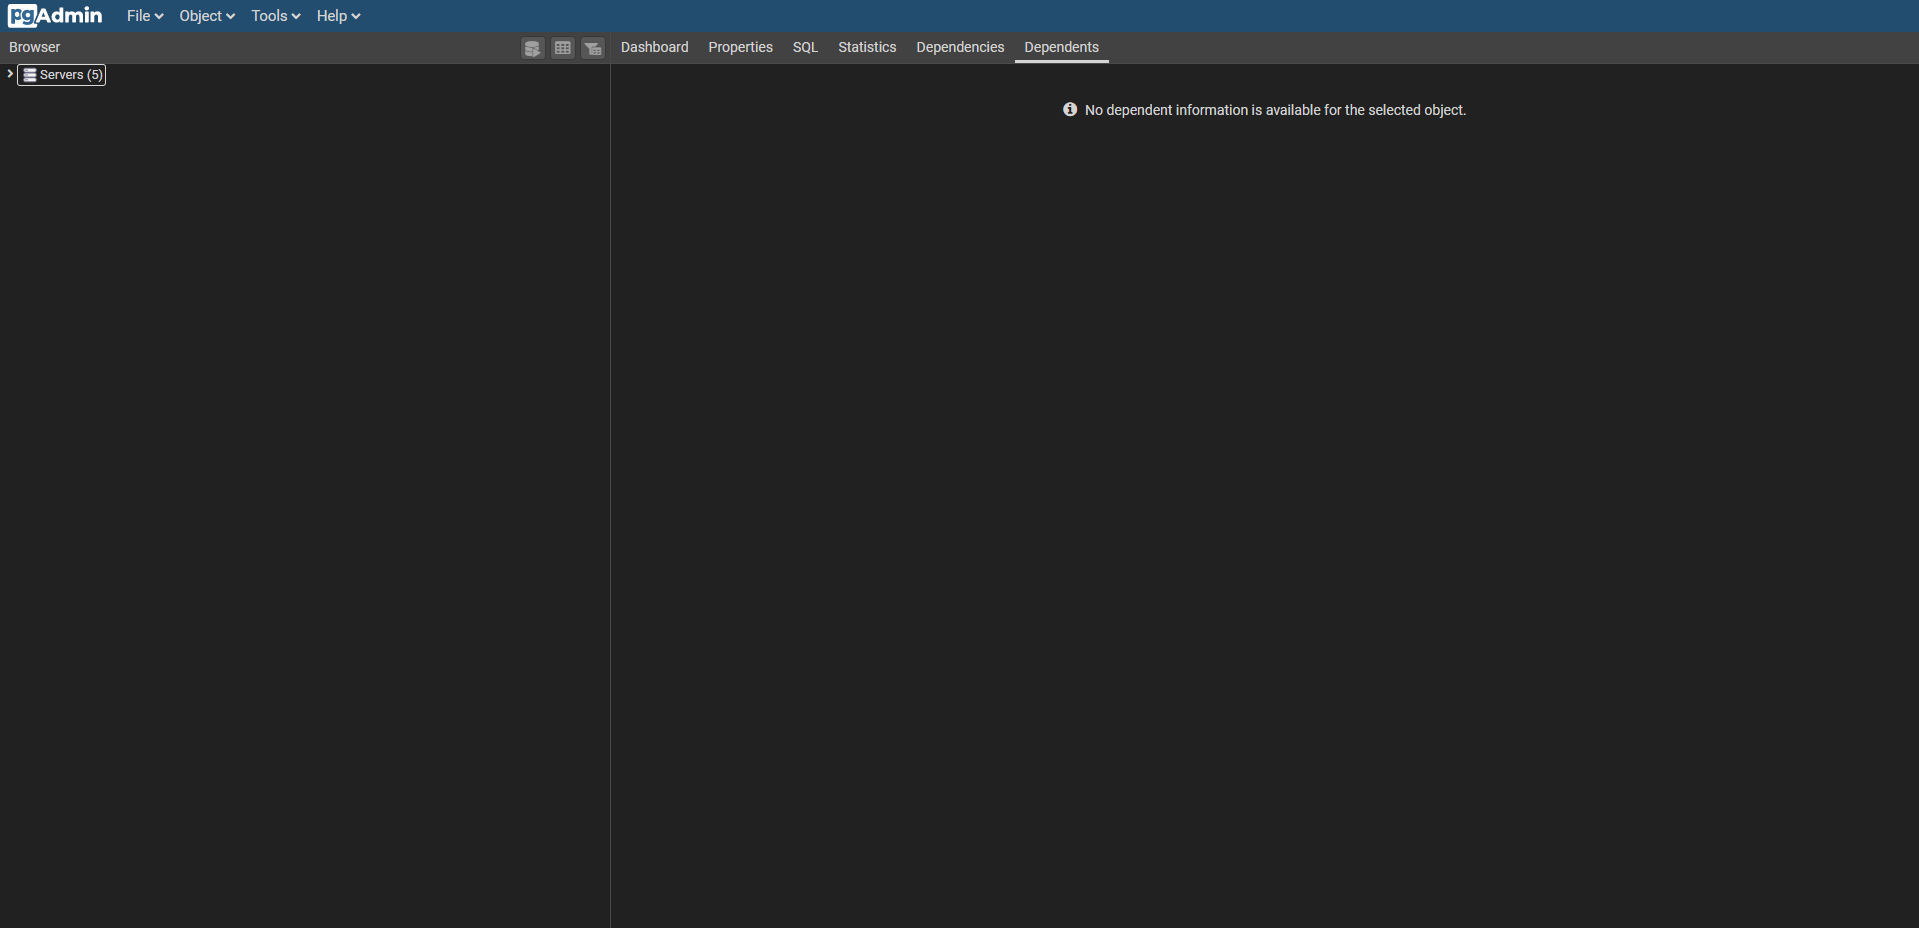 pgAdmin File Object Tools Help
Browser Dashboard Properties SQL Statistics Dependencies Dependents
Servers (5)
No dependent information is available for the selected object.